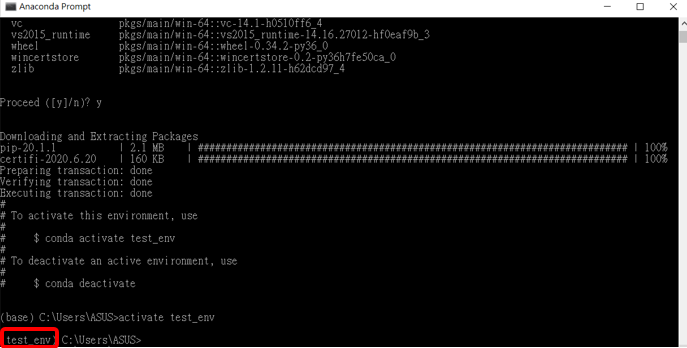 Anaconda Prompt
vc pkgs/main/win-64::vc-14.1-h0510ff6_4
vs2015_runtime pkgs/main/win-64::vs2015_runtime-14.16.27012-hf0eaf9b_3
wheel pkgs/main/win-64::wheel-0.34.2-py36_0
wincertstore pkgs/main/win-64::wincertstore-0.2-py36h7fe50ca_0
zlib pkgs/main/win-64::zlib-1.2.11-h62dcd97_4
Proceed ([y]/n)? y
Downloading and Extracting Packages
pip-20.1.1 | 2.1 MB | ############################################################################ | 100%
certifi-2020.6.20 | 160 KB | ############################################################################ | 100%
Preparing transaction: done
Verifying transaction: done
Executing transaction: done
#
# To activate this environment, use
#
# $ conda activate test_env
#
# To deactivate an active environment, use
#
# $ conda deactivate
(base) C:\Users\ASUS>activate test_env
test_env) C:\Users\ASUS>